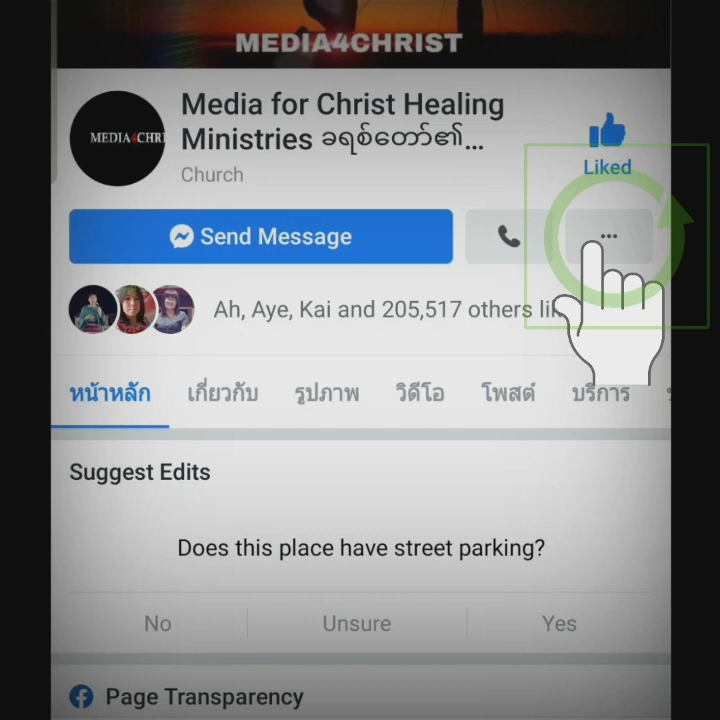 MEDIA4CHRIST
MEDIA4CHRI
Media for Christ Healing
Ministries ခရစ်တော်၏...
Church
Liked
Send Message
Ah, Aye, Kai and 205,517 others
หน้าหลัก เกี่ยวกับ รูปภาพ วิดีโอ โพสต์ บริการ
Suggest Edits
Does this place have street parking?
No Unsure Yes
Page Transparency